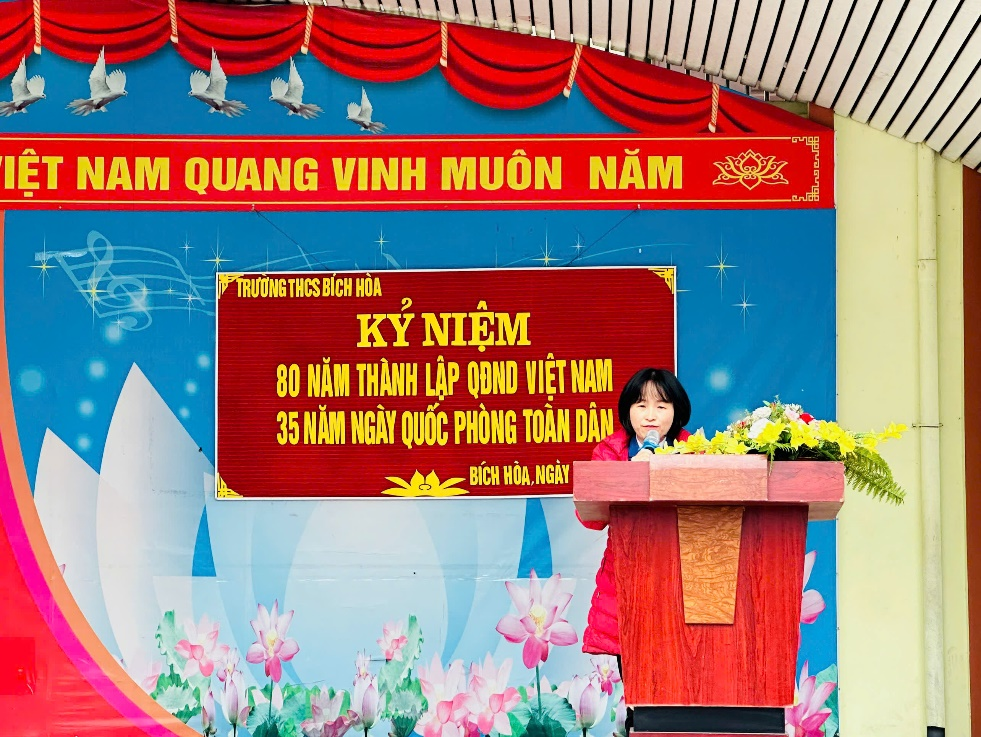 VIỆT NAM QUANG VINH MUÔN NĂM
TRƯỜNG THCS BÍCH HÒA
KỶ NIỆM
80 NĂM THÀNH LẬP QĐND VIỆT NAM
35 NĂM NGÀY QUỐC PHÒNG TOÀN DÂN
BÍCH HÒA, NGÀY